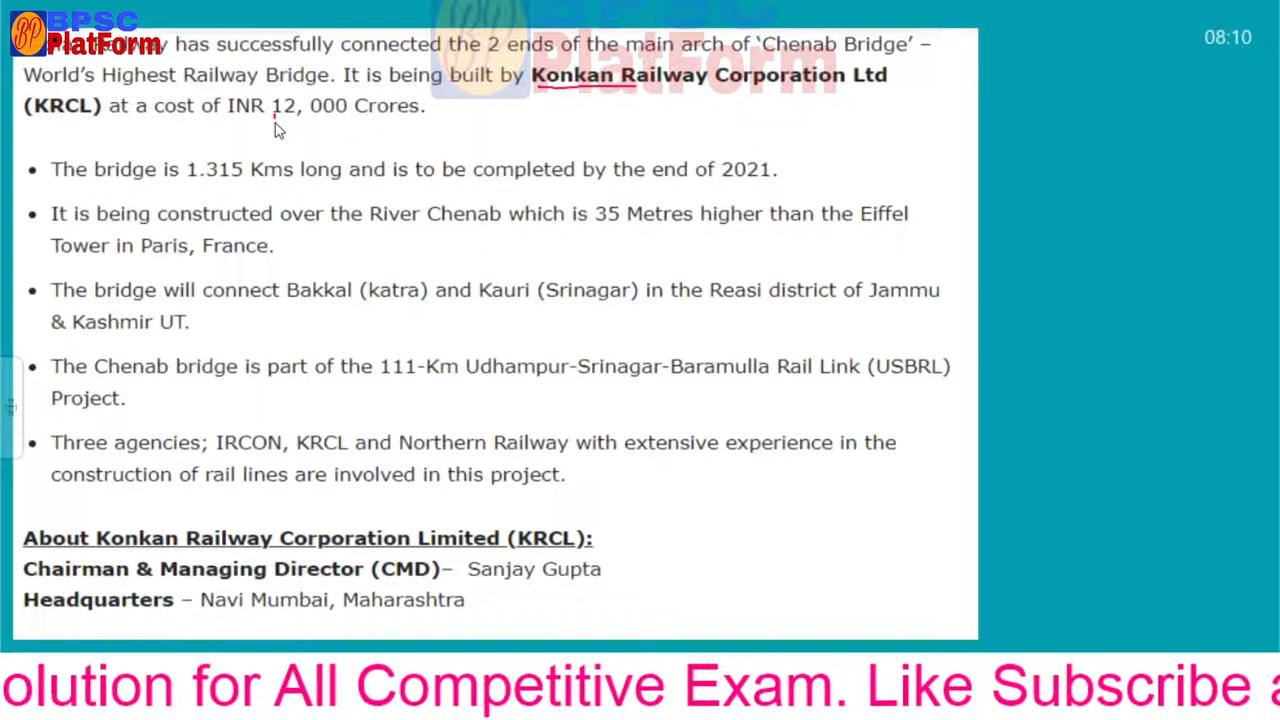 BPSC
PlatForm
08:10
PlatForm
has successfully connected the 2 ends of the main arch of ‘Chenab Bridge’ –
World’s Highest Railway Bridge. It is being built by Konkan Railway Corporation Ltd
(KRCL) at a cost of INR 12, 000 Crores.
• The bridge is 1.315 Kms long and is to be completed by the end of 2021.
• It is being constructed over the River Chenab which is 35 Metres higher than the Eiffel
Tower in Paris, France.
• The bridge will connect Bakkal (katra) and Kauri (Srinagar) in the Reasi district of Jammu
& Kashmir UT.
• The Chenab bridge is part of the 111-Km Udhampur-Srinagar-Baramulla Rail Link (USBRL)
Project.
• Three agencies; IRCON, KRCL and Northern Railway with extensive experience in the
construction of rail lines are involved in this project.
About Konkan Railway Corporation Limited (KRCL):
Chairman & Managing Director (CMD)– Sanjay Gupta
Headquarters – Navi Mumbai, Maharashtra
olution for All Competitive Exam. Like Subscribe a